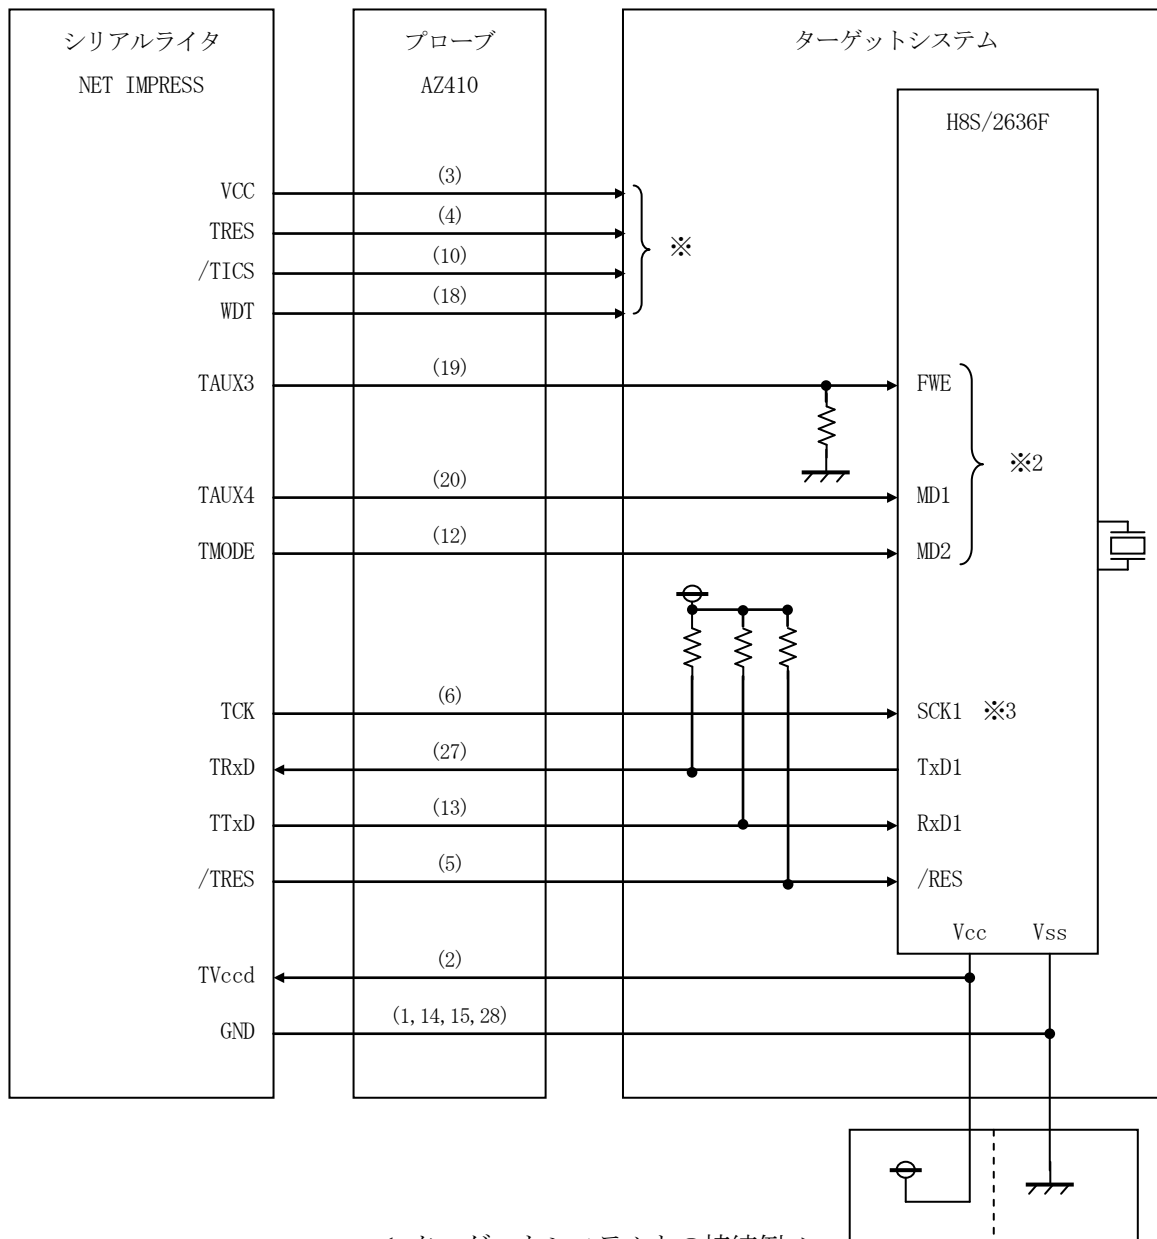 シリアルライタ
NET IMPRESS
プローブ
AZ410
ターゲットシステム
H8S/2636F
VCC (3)
TRES (4)
/TICS (10)
WDT (18)
※
TAUX3 (19) FWE
※2
TAUX4 (20) MD1
TMODE (12) MD2
TCK (6) SCK1 ※3
TRxD (27) TxD1
TTxD (13) RxD1
/TRES (5) /RES
Vcc Vss
TVccd (2)
GND (1,14,15,28)